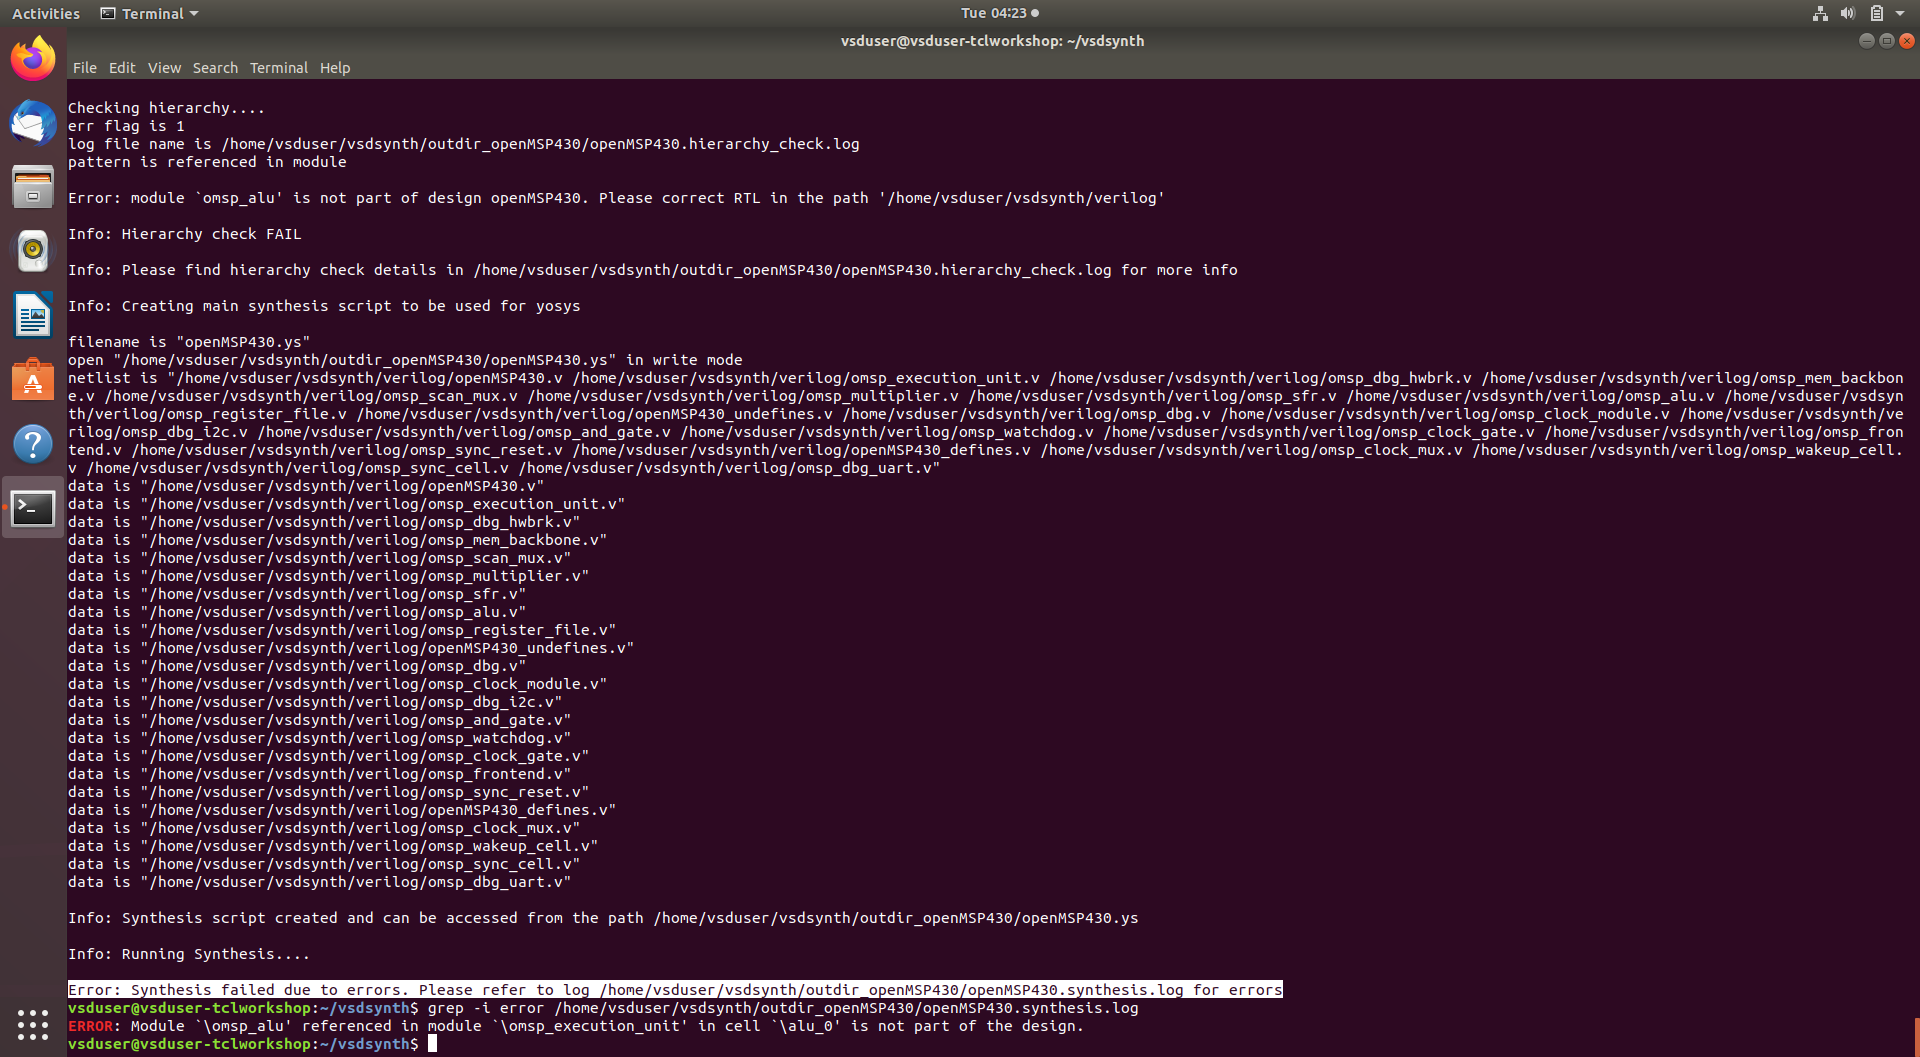 Activities Terminal Tue 04:23
vsduser@vsduser-tclworkshop: ~/vsdsynth
File Edit View Search Terminal Help
Checking hierarchy....
err flag is 1
log file name is /home/vsduser/vsdsynth/outdir_openMSP430/openMSP430.hierarchy_check.log
pattern is referenced in module
Error: module `omsp_alu' is not part of design openMSP430. Please correct RTL in the path '/home/vsduser/vsdsynth/verilog'
Info: Hierarchy check FAIL
Info: Please find hierarchy check details in /home/vsduser/vsdsynth/outdir_openMSP430/openMSP430.hierarchy_check.log for more info
Info: Creating main synthesis script to be used for yosys
filename is "openMSP430.ys"
open "/home/vsduser/vsdsynth/outdir_openMSP430/openMSP430.ys" in write mode
netlist is "/home/vsduser/vsdsynth/verilog/openMSP430.v /home/vsduser/vsdsynth/verilog/omsp_execution_unit.v /home/vsduser/vsdsynth/verilog/omsp_dbg_hwbrk.v /home/vsduser/vsdsynth/verilog/omsp_mem_backbon
e.v /home/vsduser/vsdsynth/verilog/omsp_scan_mux.v /home/vsduser/vsdsynth/verilog/omsp_multiplier.v /home/vsduser/vsdsynth/verilog/omsp_sfr.v /home/vsduser/vsdsynth/verilog/omsp_alu.v /home/vsduser/vsdsyn
th/verilog/omsp_register_file.v /home/vsduser/vsdsynth/verilog/openMSP430_undefines.v /home/vsduser/vsdsynth/verilog/omsp_dbg.v /home/vsduser/vsdsynth/verilog/omsp_clock_module.v /home/vsduser/vsdsynth/ve
rilog/omsp_dbg_i2c.v /home/vsduser/vsdsynth/verilog/omsp_and_gate.v /home/vsduser/vsdsynth/verilog/omsp_watchdog.v /home/vsduser/vsdsynth/verilog/omsp_clock_gate.v /home/vsduser/vsdsynth/verilog/omsp_fron
tend.v /home/vsduser/vsdsynth/verilog/omsp_sync_reset.v /home/vsduser/vsdsynth/verilog/openMSP430_defines.v /home/vsduser/vsdsynth/verilog/omsp_clock_mux.v /home/vsduser/vsdsynth/verilog/omsp_wakeup_cell.
v /home/vsduser/vsdsynth/verilog/omsp_sync_cell.v /home/vsduser/vsdsynth/verilog/omsp_dbg_uart.v"
data is "/home/vsduser/vsdsynth/verilog/openMSP430.v"
data is "/home/vsduser/vsdsynth/verilog/omsp_execution_unit.v"
data is "/home/vsduser/vsdsynth/verilog/omsp_dbg_hwbrk.v"
data is "/home/vsduser/vsdsynth/verilog/omsp_mem_backbone.v"
data is "/home/vsduser/vsdsynth/verilog/omsp_scan_mux.v"
data is "/home/vsduser/vsdsynth/verilog/omsp_multiplier.v"
data is "/home/vsduser/vsdsynth/verilog/omsp_sfr.v"
data is "/home/vsduser/vsdsynth/verilog/omsp_alu.v"
data is "/home/vsduser/vsdsynth/verilog/omsp_register_file.v"
data is "/home/vsduser/vsdsynth/verilog/openMSP430_undefines.v"
data is "/home/vsduser/vsdsynth/verilog/omsp_dbg.v"
data is "/home/vsduser/vsdsynth/verilog/omsp_clock_module.v"
data is "/home/vsduser/vsdsynth/verilog/omsp_dbg_i2c.v"
data is "/home/vsduser/vsdsynth/verilog/omsp_and_gate.v"
data is "/home/vsduser/vsdsynth/verilog/omsp_watchdog.v"
data is "/home/vsduser/vsdsynth/verilog/omsp_clock_gate.v"
data is "/home/vsduser/vsdsynth/verilog/omsp_frontend.v"
data is "/home/vsduser/vsdsynth/verilog/omsp_sync_reset.v"
data is "/home/vsduser/vsdsynth/verilog/openMSP430_defines.v"
data is "/home/vsduser/vsdsynth/verilog/omsp_clock_mux.v"
data is "/home/vsduser/vsdsynth/verilog/omsp_wakeup_cell.v"
data is "/home/vsduser/vsdsynth/verilog/omsp_sync_cell.v"
data is "/home/vsduser/vsdsynth/verilog/omsp_dbg_uart.v"
Info: Synthesis script created and can be accessed from the path /home/vsduser/vsdsynth/outdir_openMSP430/openMSP430.ys
Info: Running Synthesis....
Error: Synthesis failed due to errors. Please refer to log /home/vsduser/vsdsynth/outdir_openMSP430/openMSP430.synthesis.log for errors
vsduser@vsduser-tclworkshop:~/vsdsynth$ grep -i error /home/vsduser/vsdsynth/outdir_openMSP430/openMSP430.synthesis.log
ERROR: Module `\omsp_alu' referenced in module `\omsp_execution_unit' in cell `\alu_0' is not part of the design.
vsduser@vsduser-tclworkshop:~/vsdsynth$